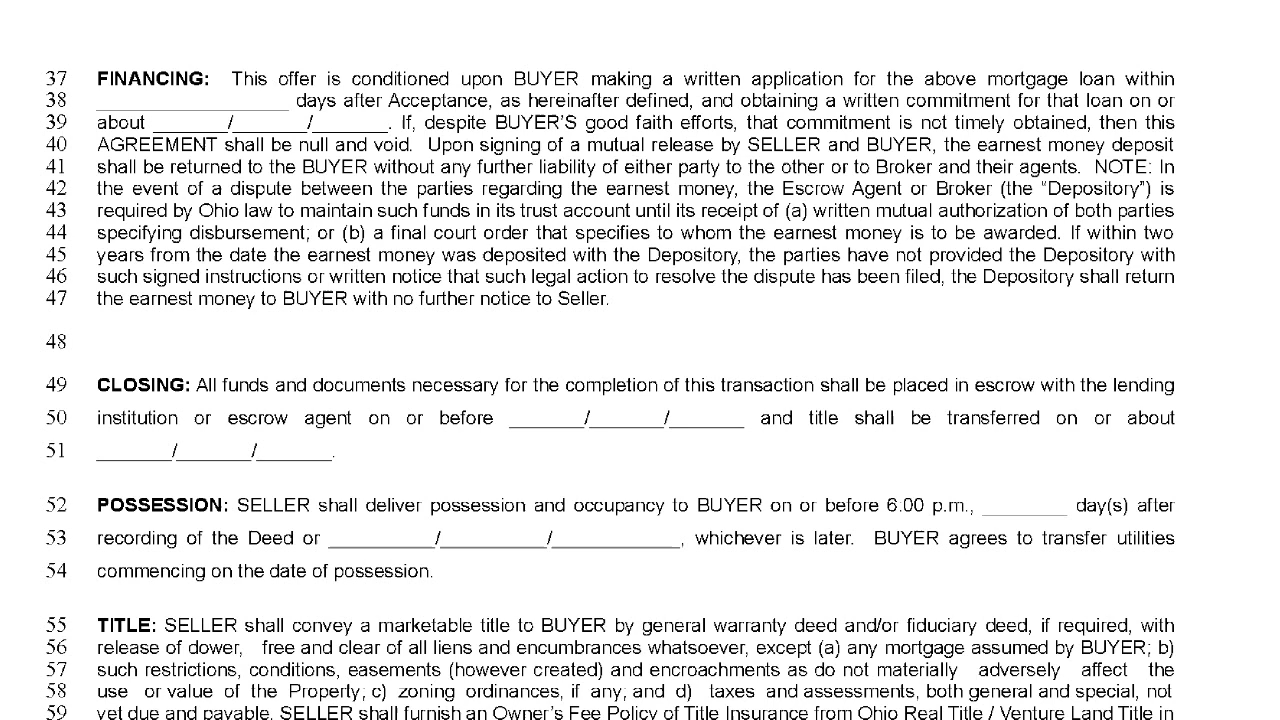 37 FINANCING: This offer is conditioned upon BUYER making a written application for the above mortgage loan within
38 __________________ days after Acceptance, as hereinafter defined, and obtaining a written commitment for that loan on or
39 about _______/_______/_______. If, despite BUYER'S good faith efforts, that commitment is not timely obtained, then this
40 AGREEMENT shall be null and void. Upon signing of a mutual release by SELLER and BUYER, the earnest money deposit
41 shall be returned to the BUYER without any further liability of either party to the other or to Broker and their agents. NOTE: In
42 the event of a dispute between the parties regarding the earnest money, the Escrow Agent or Broker (the “Depository”) is
43 required by Ohio law to maintain such funds in its trust account until its receipt of (a) written mutual authorization of both parties
44 specifying disbursement; or (b) a final court order that specifies to whom the earnest money is to be awarded. If within two
45 years from the date the earnest money was deposited with the Depository, the parties have not provided the Depository with
46 such signed instructions or written notice that such legal action to resolve the dispute has been filed, the Depository shall return
47 the earnest money to BUYER with no further notice to Seller.
48
49 CLOSING: All funds and documents necessary for the completion of this transaction shall be placed in escrow with the lending
50 institution or escrow agent on or before _______/_______/_______ and title shall be transferred on or about
51 _______/_______/_______.
52 POSSESSION: SELLER shall deliver possession and occupancy to BUYER on or before 6:00 p.m., ________ day(s) after
53 recording of the Deed or __________/__________/____________, whichever is later. BUYER agrees to transfer utilities
54 commencing on the date of possession.
55 TITLE: SELLER shall convey a marketable title to BUYER by general warranty deed and/or fiduciary deed, if required, with
56 release of dower, free and clear of all liens and encumbrances whatsoever, except (a) any mortgage assumed by BUYER; b)
57 such restrictions, conditions, easements (however created) and encroachments as do not materially adversely affect the
58 use or value of the Property; c) zoning ordinances, if any; and d) taxes and assessments, both general and special, not
59 yet due and payable. SELLER shall furnish an Owner's Fee Policy of Title Insurance from Ohio Real Title / Venture Land Title in